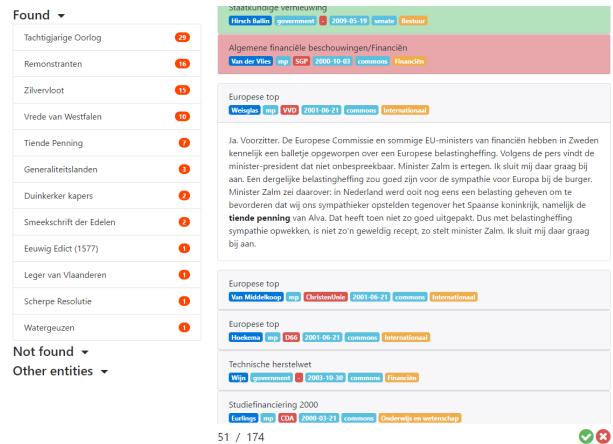 Found
Tachtigjarige Oorlog 29
Remonstranten 16
Zilvervloot 15
Vrede van Westfalen 10
Tiende Penning 7
Generaliteitslanden 3
Duinkerker kapers 2
Smeekschrift der Edelen 2
Eeuwig Edict (1577) 1
Leger van Vlaanderen 1
Scherpe Resolutie 1
Watergeuzen 1
Not found
Other entities
Staatkundige vernieuwing
Hirsch Ballin government - 2009-05-19 senate Bestuur
Algemene financiële beschouwingen/Financiën
Van der Vlies mp SGP 2000-10-03 commons Financiën
Europese top
Weisglas mp VVD 2001-06-21 commons Internationaal
Ja. Voorzitter. De Europese Commissie en sommige EU-ministers van financiën hebben in Zweden
kennelijk een balletje opgeworpen over een Europese belastingheffing. Volgens de pers vindt de
minister-president dat niet onbespreekbaar. Minister Zalm is ertegen. Ik sluit mij daar graag bij
aan. Een dergelijke belastingheffing zou goed zijn voor de sympathie voor Europa bij de burger.
Minister Zalm zei daarover: in Nederland werd ooit nog eens een belasting geheven om te
bevorderen dat wij ons sympathieker opstelden tegenover het Spaanse koninkrijk, namelijk de
tiende penning van Alva. Dat heeft toen niet zo goed uitgepakt. Dus met belastingheffing
sympathie opwekken, is niet zo'n geweldig recept, zo stelt minister Zalm. Ik sluit mij daar graag
bij aan.
Europese top
Van Middelkoop mp ChristenUnie 2001-06-21 commons Internationaal
Europese top
Hoekema mp D66 2001-06-21 commons Internationaal
Technische herstelwet
Wijn government - 2003-10-30 commons Financiën
Studiefinanciering 2000
Eurlings mp CDA 2000-03-21 commons Onderwijs en wetenschap
51 / 174